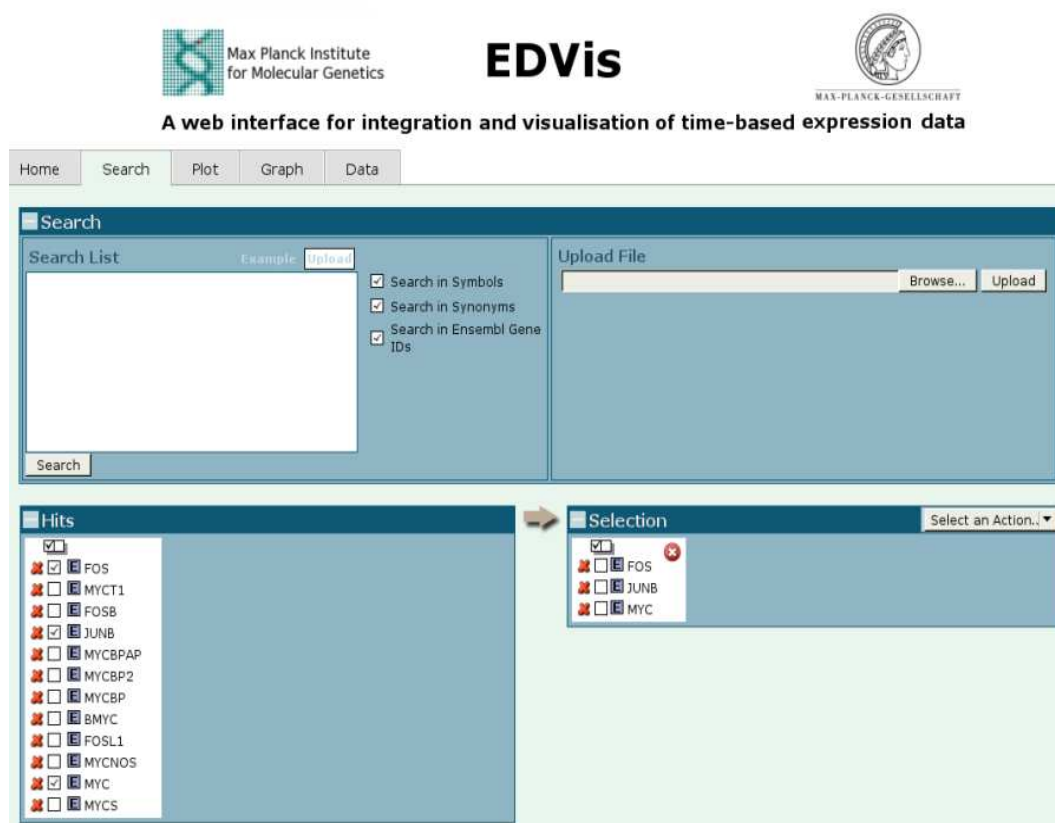 Max Planck Institute
for Molecular Genetics
EDVis
MAX-PLANCK-GESELLSCHAFT
A web interface for integration and visualisation of time-based expression data
Home Search Plot Graph Data
Search
Search List Example Upload
Search in Symbols
Search in Synonyms
Search in Ensembl Gene
IDs
Search
Upload File
Browse... Upload
Hits
E FOS
E MYCT1
E FOSB
E JUNB
E MYCBPAP
E MYCBP2
E MYCBP
E BMYC
E FOSL1
E MYCNOS
E MYC
E MYCS
Selection Select an Action..
E FOS
E JUNB
E MYC